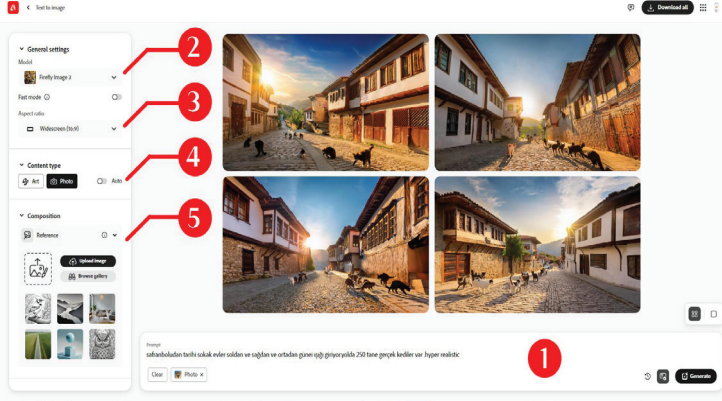 Text to image
Download all
General settings
Model
Firefly Image 3
Fast mode
Aspect ratio
Widescreen (16:9)
Content type
Art
Photo
Auto
Composition
Reference
Upload image
Browse gallery
2
3
4
5
Prompt
safranboludan tarihi sokak evler soldan ve sağdan ve ortadan günei ışığı giriyoryolda 250 tane gerçek kediler var .hyper realistic
1
Clear
Photo ×
Generate